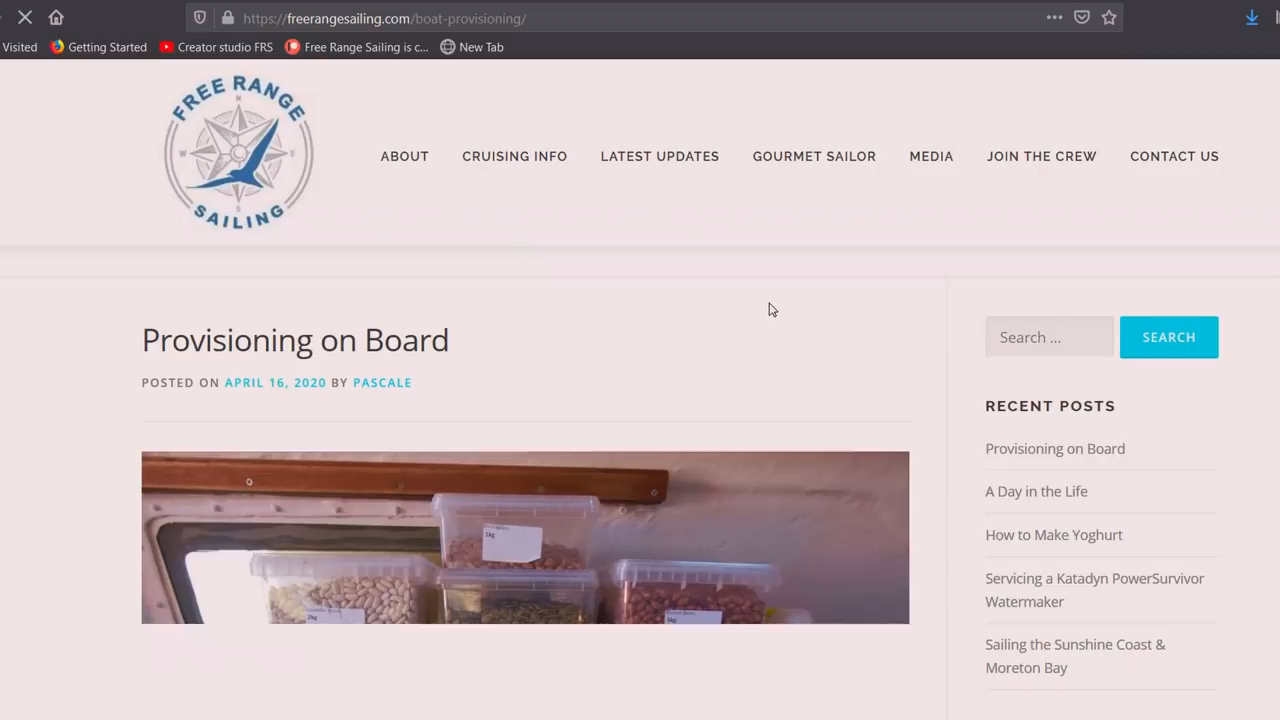 https://freerangesailing.com/boat-provisioning/
Visited
Getting Started
Creator studio FRS
Free Range Sailing is c...
New Tab
FREE RANGE
N
W
E
S
SAILING
ABOUT
CRUISING INFO
LATEST UPDATES
GOURMET SAILOR
MEDIA
JOIN THE CREW
CONTACT US
Provisioning on Board
POSTED ON APRIL 16, 2020 BY PASCALE
1kg
Search ...
SEARCH
RECENT POSTS
Provisioning on Board
A Day in the Life
How to Make Yoghurt
Servicing a Katadyn PowerSurvivor
Watermaker
Sailing the Sunshine Coast &
Moreton Bay